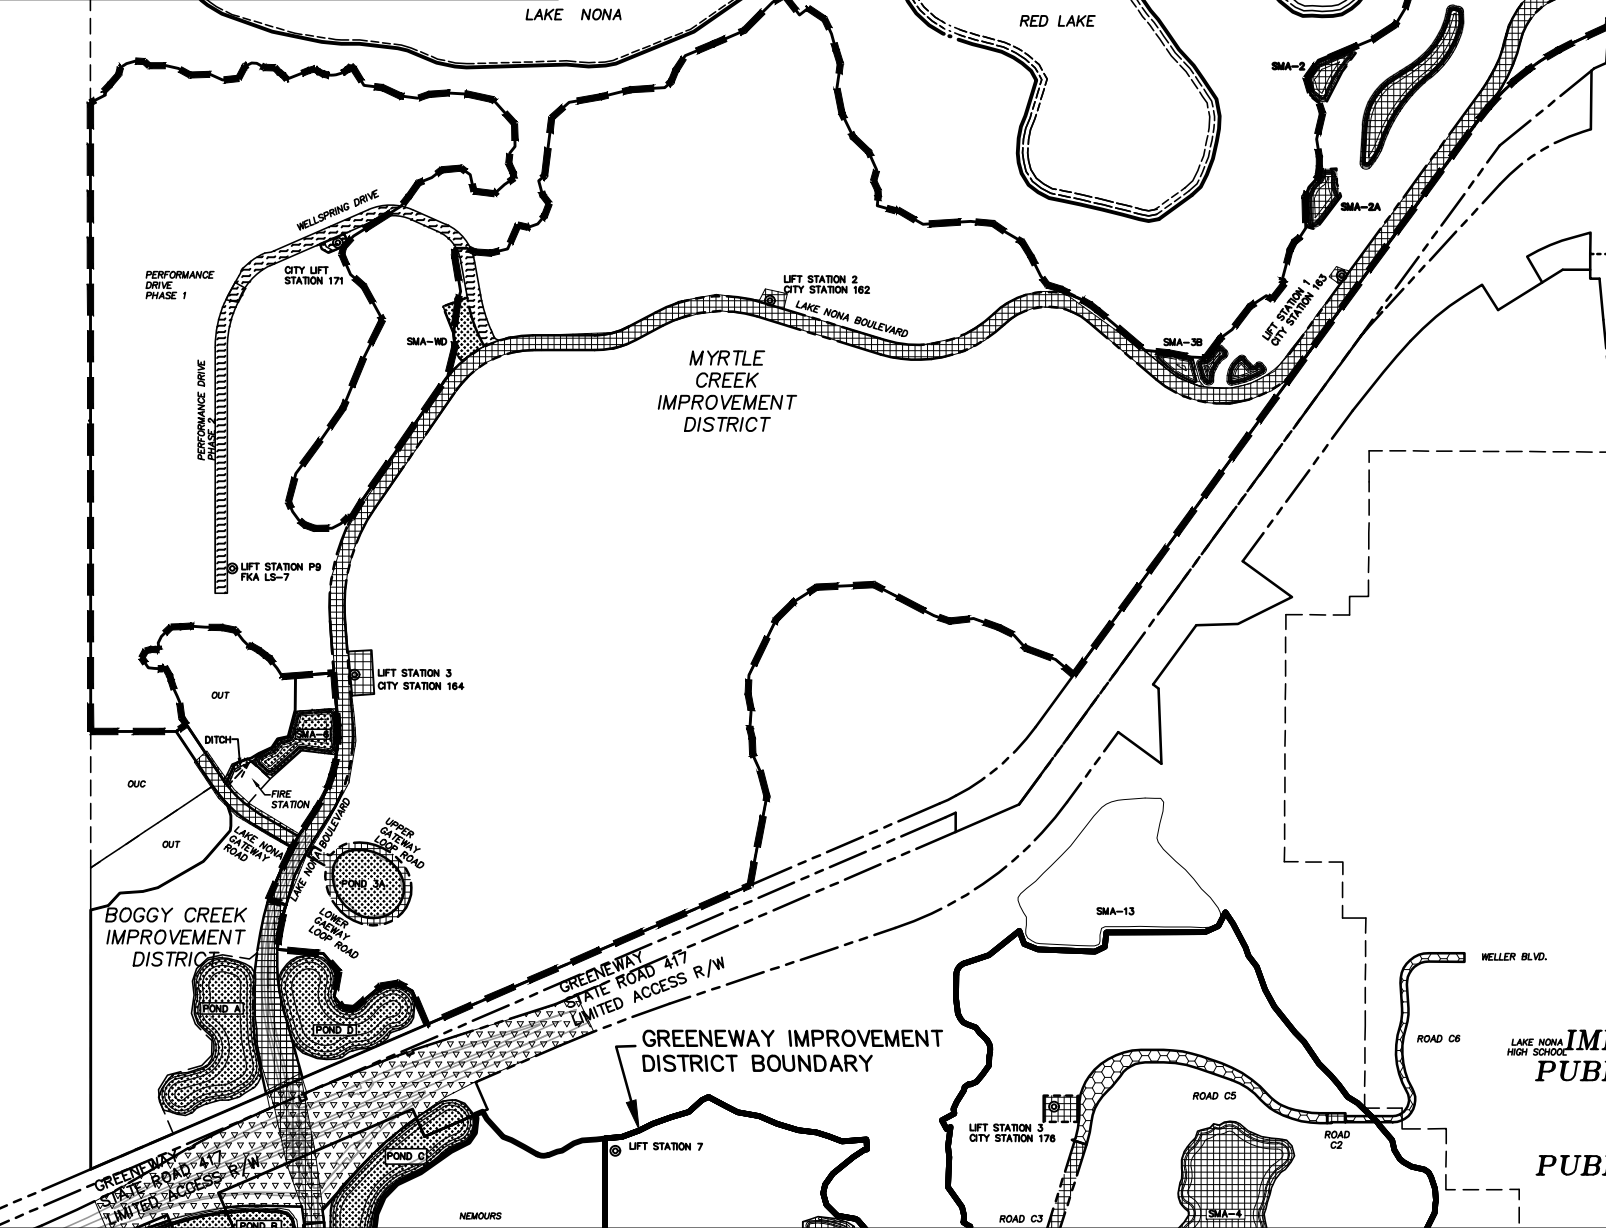 LAKE NONA
RED LAKE
SMA-2
SMA-2A
WELLSPRING DRIVE
PERFORMANCE
DRIVE
PHASE 1
CITY LIFT
STATION 171
LIFT STATION 2
CITY STATION 162
LAKE NONA BOULEVARD
LIFT STATION 1
CITY STATION 163
SMA-WD
SMA-3B
MYRTLE
CREEK
IMPROVEMENT
DISTRICT
PERFORMANCE DRIVE
PHASE 2
LIFT STATION P9
FKA LS-7
LIFT STATION 3
CITY STATION 164
OUT
SMA-8
DITCH
OUC
FIRE
STATION
OUT
LAKE NONA
GATEWAY
ROAD
LAKE NONA BOULEVARD
UPPER
GATEWAY
LOOP ROAD
POND 3A
LOWER
GAEWAY
LOOP ROAD
BOGGY CREEK
IMPROVEMENT
DISTRICT
SMA-13
GREENEWAY
STATE ROAD 417
LIMITED ACCESS R/W
POND A
POND D
WELLER BLVD.
GREENEWAY IMPROVEMENT
DISTRICT BOUNDARY
ROAD C6
LAKE NONA
HIGH SCHOOL
IM
PUB
ROAD C5
LIFT STATION 3
CITY STATION 176
ROAD
C2
LIFT STATION 7
POND C
GREENEWAY
STATE ROAD 417
LIMITED ACCESS R/W
PUB
NEMOURS
ROAD C3
SMA-4
POND B